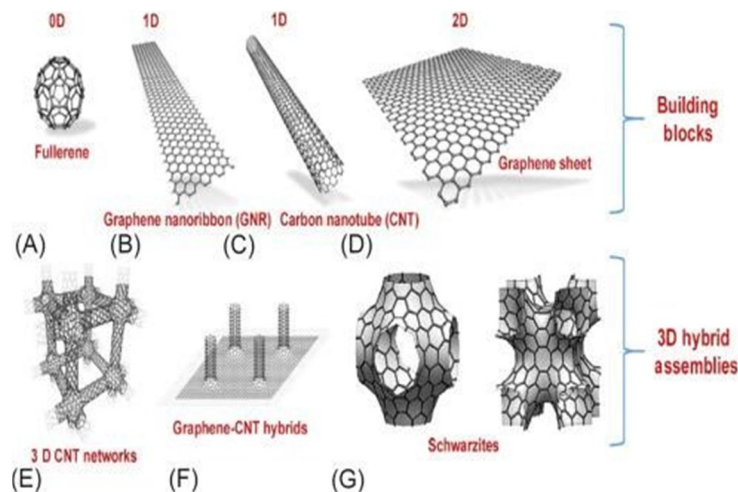 0D
1D
1D
2D
Fullerene
Graphene nanoribbon (GNR)
Carbon nanotube (CNT)
Graphene sheet
Building
blocks
(A)
(B)
(C)
(D)
3 D CNT networks
Graphene-CNT hybrids
Schwarzites
3D hybrid
assemblies
(E)
(F)
(G)